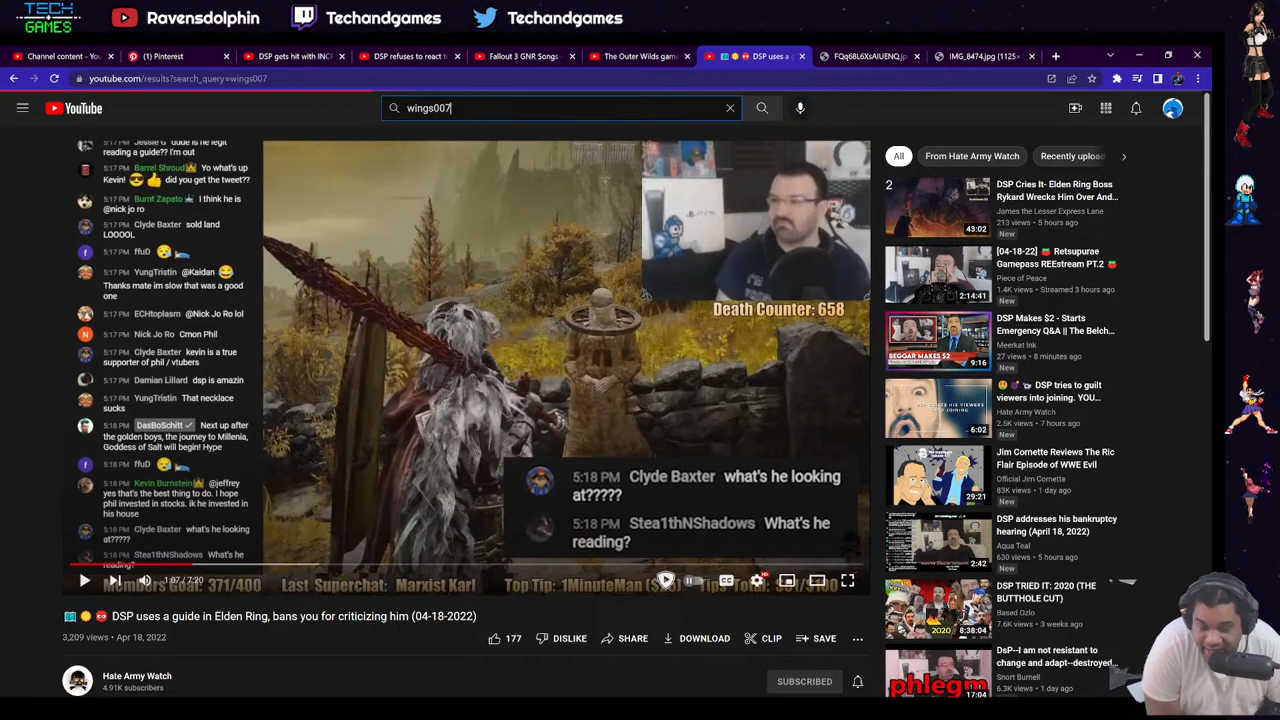 TECH
GAMES
Ravensdolphin
Techandgames
Techandgames
Channel content - Yo
(1) Pinterest
DSP gets hit with INCR
DSP refuses to react to
Fallout 3 GNR Songs -
The Outer Wilds game
DSP uses a g
FQq68L6XsAIUENQ.jp
IMG_8474.jpg (1125×
youtube.com/results?search_query=wings007
YouTube
wings007
Jessie G dude is he legit
reading a guide?? I'm out
5:17 PM Barrel Shroud Yo what's up
Kevin! did you get the tweet??
5:17 PM Burnt Zapato I think he is
@nick jo ro
5:17 PM Clyde Baxter sold land
LOOOOL
5:17 PM ffuD
5:17 PM YungTristin @Kaidan
Thanks mate im slow that was a good
one
5:17 PM ECHtoplasm @Nick Jo Ro lol
5:17 PM Nick Jo Ro Cmon Phil
5:17 PM Clyde Baxter kevin is a true
supporter of phil / vtubers
5:17 PM Damian Lillard dsp is amazin
5:17 PM YungTristin That necklace
sucks
5:17 PM DasBoSchitt Next up after
the golden boys, the journey to Millenia,
Goddess of Salt will begin! Hype
5:18 PM ffuD
5:18 PM Kevin Burnstein @jeffrey
yes that's the best thing to do. I hope
phil invested in stocks. ik he invested in
his house
5:18 PM Clyde Baxter what's he looking
at?????
5:18 PM Stea1thNShadows What's he
reading?
Death Counter: 658
5:18 PM Clyde Baxter what's he looking
at?????
5:18 PM Stea1thNShadows What's he
reading?
1:07 / 2:20
Last Superchat: Marxist Karl
HD
DSP uses a guide in Elden Ring, bans you for criticizing him (04-18-2022)
3,209 views • Apr 18, 2022
177
DISLIKE
SHARE
DOWNLOAD
CLIP
SAVE
Hate Army Watch
4.91K subscribers
SUBSCRIBED
All
From Hate Army Watch
Recently upload
2
43:02
DSP Cries It- Elden Ring Boss
Rykard Wrecks Him Over And...
James the Lesser Express Lane
213 views • 5 hours ago
New
2:14:41
[04-18-22] Retsupurae
Gamepass REEstream PT.2
Piece of Peace
1.4K views • Streamed 3 hours ago
New
BEGGAR MAKES $2
9:16
DSP Makes $2 - Starts
Emergency Q&A || The Belch...
Meerkat Ink
27 views • 8 minutes ago
New
6:02
DSP tries to guilt
viewers into joining. YOU...
Hate Army Watch
2.5K views • 7 hours ago
New
29:21
Jim Cornette Reviews The Ric
Flair Episode of WWE Evil
Official Jim Cornette
83K views • 1 day ago
New
2:42
DSP addresses his bankruptcy
hearing (April 18, 2022)
Aqua Teal
630 views • 5 hours ago
New
2020
8:38:04
DSP TRIED IT: 2020 (THE
BUTTHOLE CUT)
Based Dzlo
7.6K views • 3 weeks ago
phlegm
17:04
DsP--I am not resistant to
change and adapt--destroyed...
Snort Burnell
6.3K views • 1 day ago
New